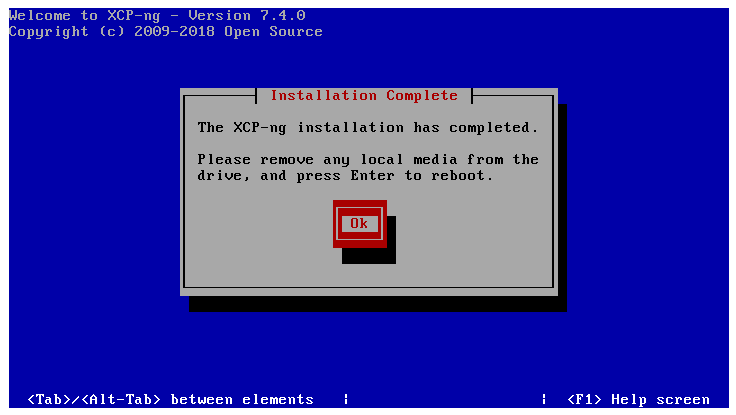 Welcome to XCP-ng - Version 7.4.0
Copyright (c) 2009-2018 Open Source
Installation Complete
The XCP-ng installation has completed.
Please remove any local media from the
drive, and press Enter to reboot.
Ok
<Tab>/<Alt-Tab> between elements | | <F1> Help screen